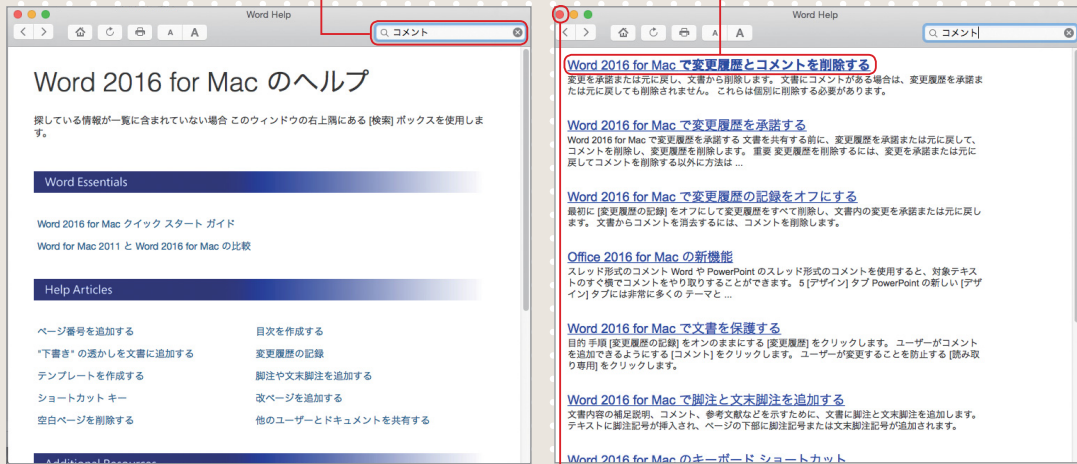 Word Help
A A
コメント
Word 2016 for Mac のヘルプ
探している情報が一覧に含まれていない場合 このウィンドウの右上隅にある [検索] ボックスを使用しま
す。
Word Essentials
Word 2016 for Mac クイック スタート ガイド
Word for Mac 2011 と Word 2016 for Mac の比較
Help Articles
ページ番号を追加する
目次を作成する
"下書き" の透かしを文書に追加する
変更履歴の記録
テンプレートを作成する
脚注や文末脚注を追加する
ショートカット キー
改ページを追加する
空白ページを削除する
他のユーザーとドキュメントを共有する
Additional Resources
Word Help
A A
コメント
Word 2016 for Mac で変更履歴とコメントを削除する
変更を承諾または元に戻し、文書から削除します。 文書にコメントがある場合は、変更履歴を承諾ま
たは元に戻しても削除されません。 これらは個別に削除する必要があります。
Word 2016 for Mac で変更履歴を承諾する
Word 2016 for Mac で変更履歴を承諾する 文書を共有する前に、変更履歴を承諾または元に戻して、
コメントを削除し、変更履歴を削除します。 重要 変更履歴を削除するには、変更を承諾または元に
戻してコメントを削除する以外に方法は ...
Word 2016 for Mac で変更履歴の記録をオフにする
最初に [変更履歴の記録] をオフにして変更履歴をすべて削除し、文書内の変更を承諾または元に戻し
ます。 文書からコメントを消去するには、コメントを削除します。
Office 2016 for Mac の新機能
スレッド形式のコメント Word や PowerPoint のスレッド形式のコメントを使用すると、対象テキス
トのすぐ横でコメントをやり取りすることができます。 5 [デザイン] タブ PowerPoint の新しい [デザ
イン] タブには非常に多くの テーマと ...
Word 2016 for Mac で文書を保護する
目的 手順 [変更履歴の記録] をオンのままにする [変更履歴] をクリックします。 ユーザーがコメント
を追加できるようにする [コメント] をクリックします。 ユーザーが変更することを防止する [読み取
り専用] をクリックします。
Word 2016 for Mac で脚注と文末脚注を追加する
文書内容の補足説明、コメント、参考文献などを示すために、文書に脚注と文末脚注を追加します。
テキストに脚注記号が挿入され、ページの下部に脚注記号または文末脚注記号が追加されます。
Word 2016 for Mac のキーボード ショートカット